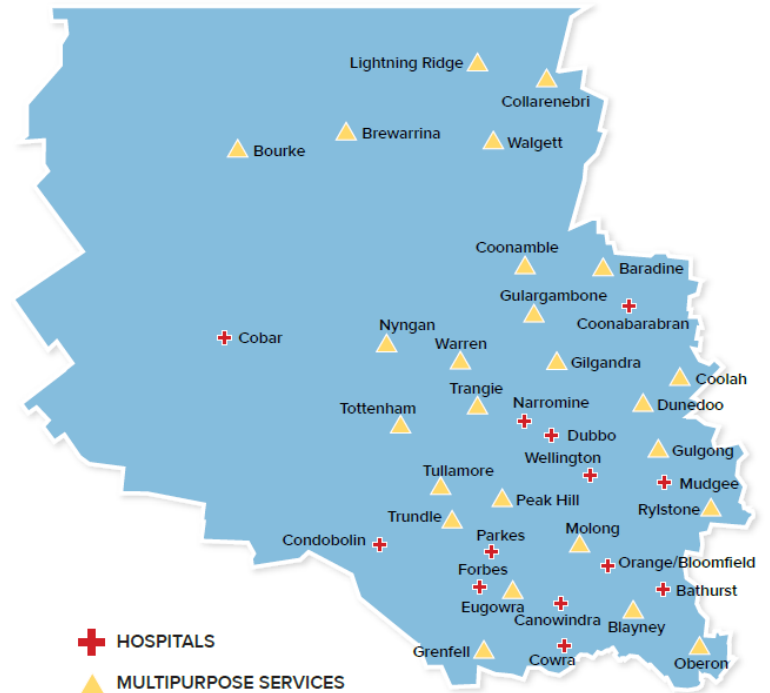 Lightning Ridge
Collarenebri
Brewarrina
Bourke
Walgett
Coonamble
Baradine
Gulargambone
Coonabarabran
Cobar
Nyngan
Warren
Gilgandra
Coolah
Trangie
Narromine
Dunedoo
Tottenham
Dubbo
Wellington
Gulgong
Tullamore
Mudgee
Peak Hill
Rylstone
Trundle
Molong
Condobolin
Parkes
Orange/Bloomfield
Forbes
Bathurst
Eugowra
Canowindra
Blayney
HOSPITALS
Grenfell
Cowra
Oberon
MULTIPURPOSE SERVICES